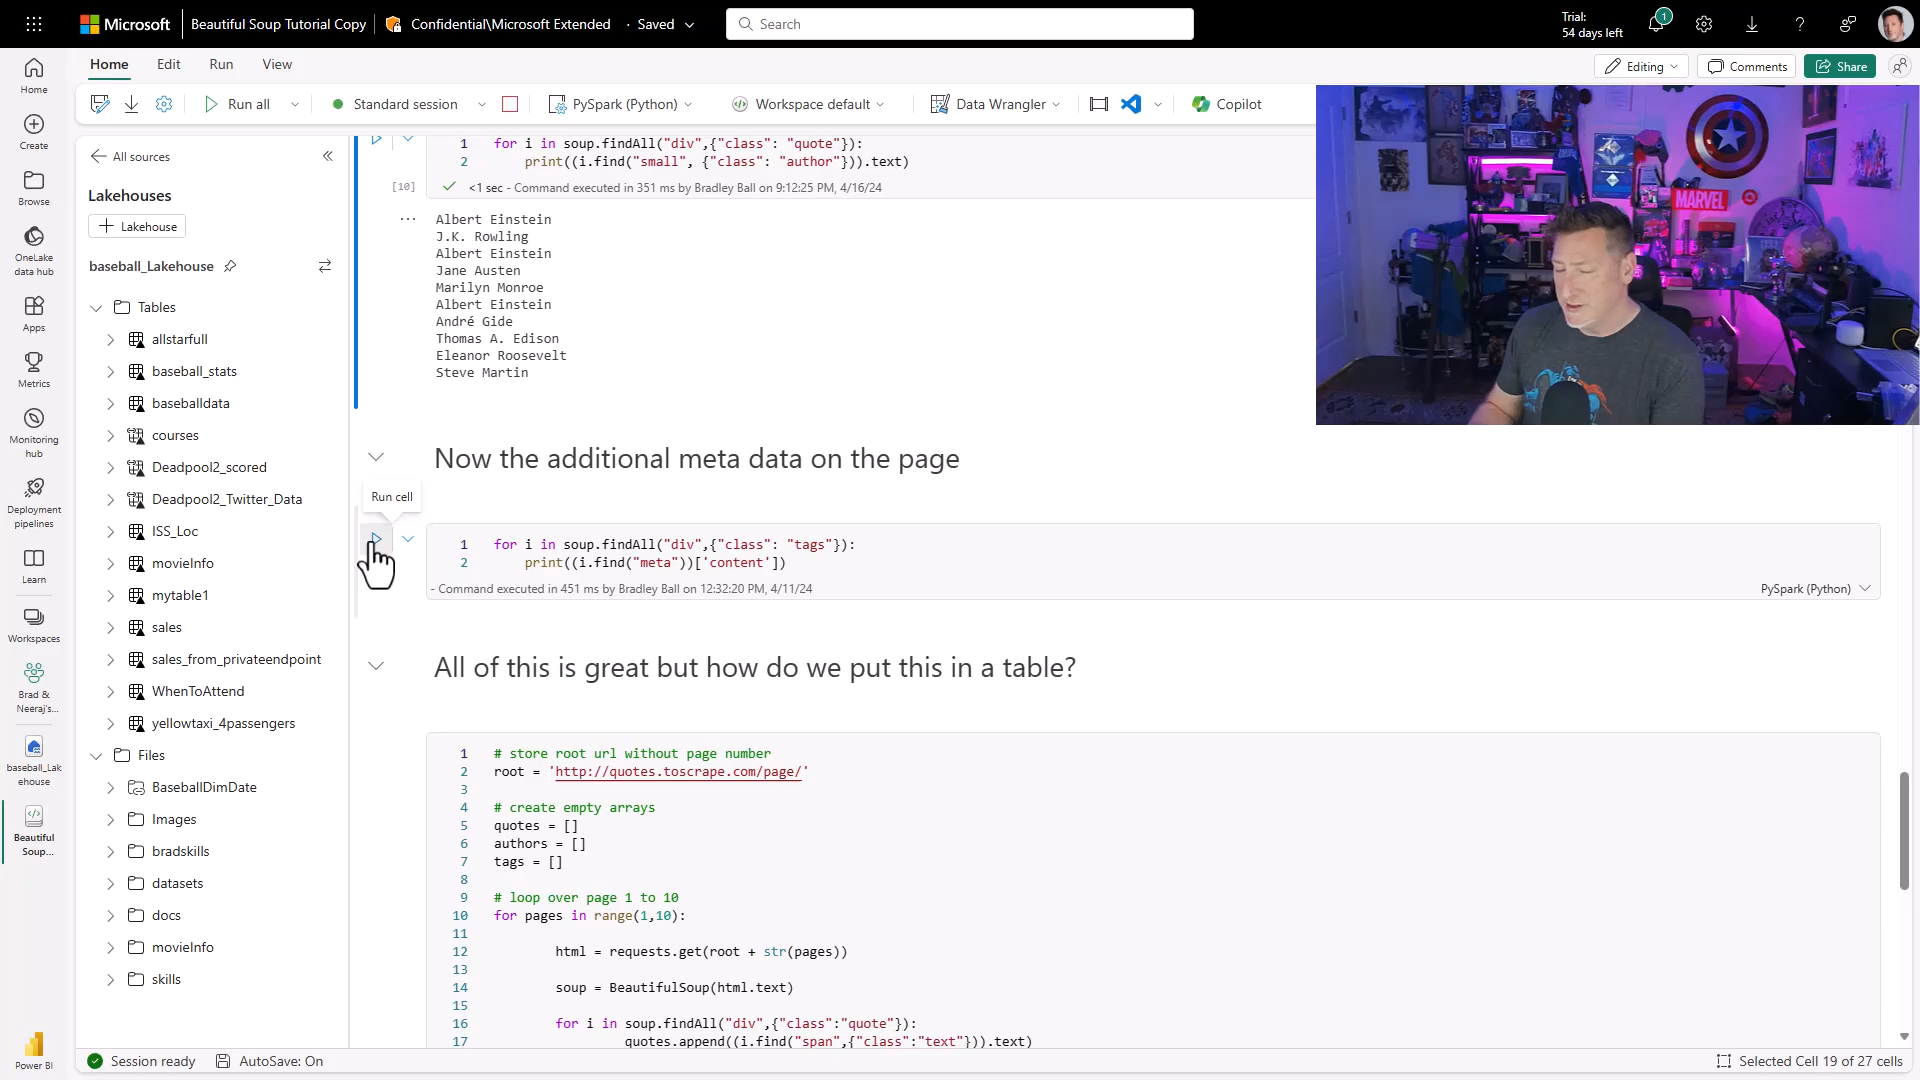 Microsoft
Beautiful Soup Tutorial Copy
Confidential\Microsoft Extended
· Saved
Search
Trial:
54 days left
1
?
Home
Edit
Run
View
Editing
Comments
Share
Run all
Standard session
PySpark (Python)
Workspace default
Data Wrangler
Copilot
Home
Create
Browse
OneLake
data hub
Apps
Metrics
Monitoring
hub
Deployment
pipelines
Learn
Workspaces
Brad &
Neeraj's...
baseball_Lak
ehouse
Beautiful
Soup...
Power BI
All sources
Lakehouses
Lakehouse
baseball_Lakehouse
Tables
allstarfull
baseball_stats
baseballdata
courses
Deadpool2_scored
Deadpool2_Twitter_Data
ISS_Loc
movieInfo
mytable1
sales
sales_from_privateendpoint
WhenToAttend
yellowtaxi_4passengers
Files
BaseballDimDate
Images
bradskills
datasets
docs
movieInfo
skills
1 for i in soup.findAll("div",{"class": "quote"}):
2 print((i.find("small", {"class": "author"})).text)
[10] <1 sec - Command executed in 351 ms by Bradley Ball on 9:12:25 PM, 4/16/24
...
Albert Einstein
J.K. Rowling
Albert Einstein
Jane Austen
Marilyn Monroe
Albert Einstein
André Gide
Thomas A. Edison
Eleanor Roosevelt
Steve Martin
MARVEL
Now the additional meta data on the page
Run cell
1 for i in soup.findAll("div",{"class": "tags"}):
2 print((i.find("meta"))['content'])
- Command executed in 451 ms by Bradley Ball on 12:32:20 PM, 4/11/24
PySpark (Python)
All of this is great but how do we put this in a table?
1 # store root url without page number
2 root = 'http://quotes.toscrape.com/page/'
3
4 # create empty arrays
5 quotes = []
6 authors = []
7 tags = []
8
9 # loop over page 1 to 10
10 for pages in range(1,10):
11
12 html = requests.get(root + str(pages))
13
14 soup = BeautifulSoup(html.text)
15
16 for i in soup.findAll("div",{"class":"quote"}):
17 quotes.append((i.find("span",{"class":"text"})).text)
Session ready
AutoSave: On
Selected Cell 19 of 27 cells